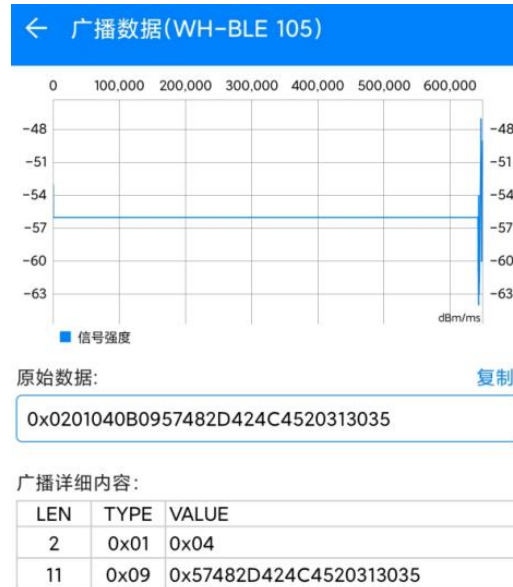 ← 广播数据(WH-BLE 105)
0 100,000 200,000 300,000 400,000 500,000 600,000
-48 -48
-51 -51
-54 -54
-57 -57
-60 -60
-63 -63
dBm/ms
信号强度
原始数据: 复制
0x0201040B0957482D424C4520313035
广播详细内容:
LEN TYPE VALUE
2 0x01 0x04
11 0x09 0x57482D424C4520313035